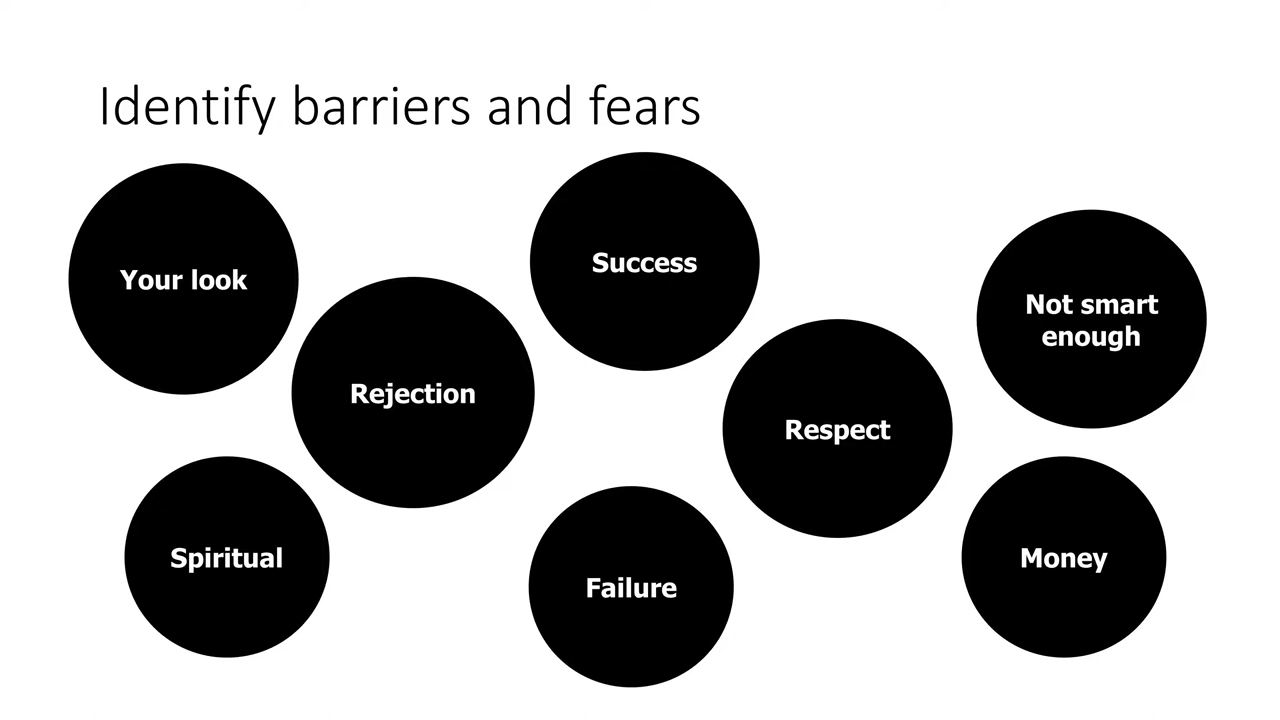 Identify barriers and fears
Your look
Success
Not smart
enough
Rejection
Respect
Spiritual
Failure
Money